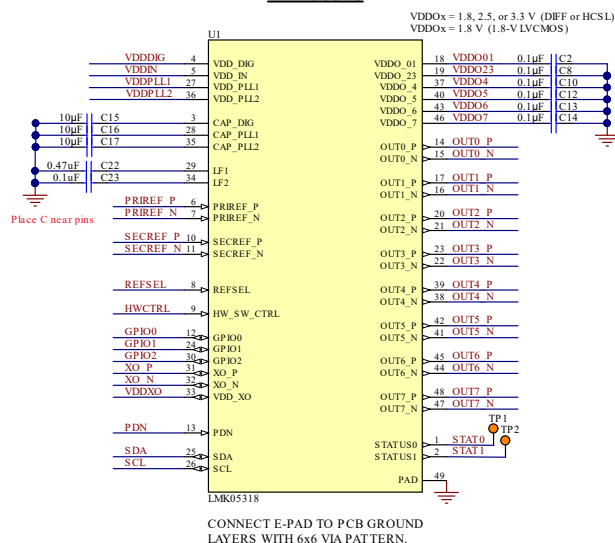 VDDOx = 1.8, 2.5, or 3.3 V (DIFF or HCSL)
VDDOx = 1.8 V (1.8-V LVCMOS)
U1
VDDDIG 4 VDD_DIG VDDO_01 18 VDDO01 0.1µF C2
VDDIN 5 VDD_IN VDDO_23 19 VDDO23 0.1µF C8
VDDPLL1 27 VDD_PLL1 VDDO_4 37 VDDO4 0.1µF C10
VDDPLL2 36 VDD_PLL2 VDDO_5 40 VDDO5 0.1µF C12
VDDO_6 43 VDDO6 0.1µF C13
VDDO_7 46 VDDO7 0.1µF C14
10µF C15 3 CAP_DIG
10µF C16 28 CAP_PLL1
10µF C17 35 CAP_PLL2
OUT0_P 14 OUT0_P
OUT0_N 15 OUT0_N
0.47uF C22 29 LF1
0.1uF C23 34 LF2
OUT1_P 17 OUT1_P
OUT1_N 16 OUT1_N
Place C near pins
PRIREF_P 6 PRIREF_P
PRIREF_N 7 PRIREF_N
OUT2_P 20 OUT2_P
OUT2_N 21 OUT2_N
SECREF_P 10 SECREF_P
SECREF_N 11 SECREF_N
OUT3_P 23 OUT3_P
OUT3_N 22 OUT3_N
REFSEL 8 REFSEL
OUT4_P 39 OUT4_P
OUT4_N 38 OUT4_N
HWCTRL 9 HW_SW_CTRL
OUT5_P 42 OUT5_P
OUT5_N 41 OUT5_N
GPIO0 12 GPIO0
GPIO1 24 GPIO1
GPIO2 30 GPIO2
XO_P 31 XO_P
XO_N 32 XO_N
VDDXO 33 VDD_XO
OUT6_P 45 OUT6_P
OUT6_N 44 OUT6_N
OUT7_P 48 OUT7_P
OUT7_N 47 OUT7_N
TP1
TP2
PDN 13 PDN
STATUS0 1 STAT0
STATUS1 2 STAT1
SDA 25 SDA
SCL 26 SCL
PAD 49
LMK05318
CONNECT E-PAD TO PCB GROUND
LAYERS WITH 6x6 VIA PATTERN.